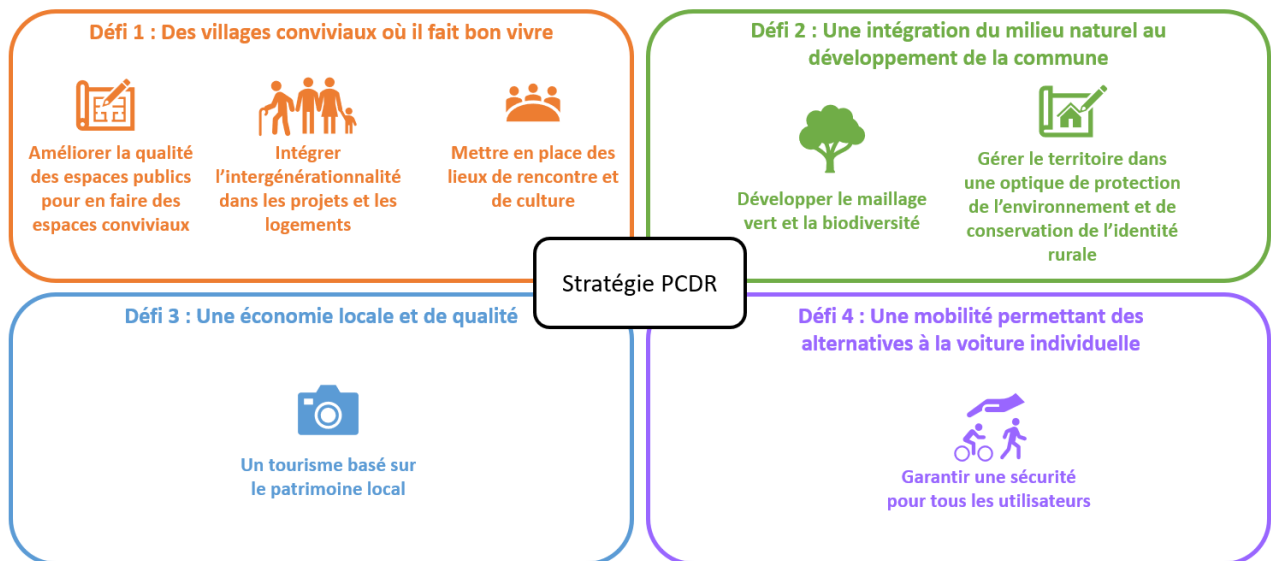 Défi 1 : Des villages conviviaux où il fait bon vivre
Améliorer la qualité
des espaces publics
pour en faire des
espaces conviviaux
Intégrer
l’intergénérationnalité
dans les projets et les
logements
Mettre en place des
lieux de rencontre et
de culture
Défi 2 : Une intégration du milieu naturel au
développement de la commune
Développer le maillage
vert et la biodiversité
Gérer le territoire dans
une optique de protection
de l’environnement et de
conservation de l’identité
rurale
Stratégie PCDR
Défi 3 : Une économie locale et de qualité
Un tourisme basé sur
le patrimoine local
Défi 4 : Une mobilité permettant des
alternatives à la voiture individuelle
Garantir une sécurité
pour tous les utilisateurs